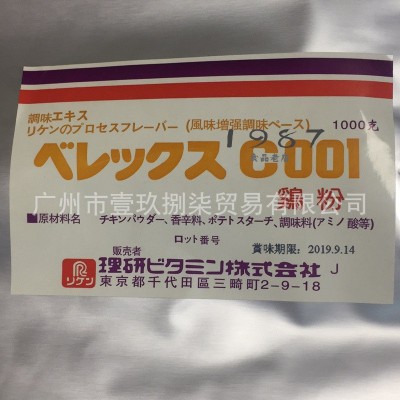 調味エキス
リケンのプロセスフレーバー (風味増强調味ベース) 1000克
1987
食品老店
ベレックス C001
鶏粉
广州市壹玖捌柒贸易有限公司
■原材料名 チキンパウダー、香辛料、ポテトスターチ、調味料(アミノ酸等)
ロット番号
賞味期限: 2019.9.14
販売者
リケン 理研ビタミン株式会社 J
東京都千代田區三崎町2-9-18